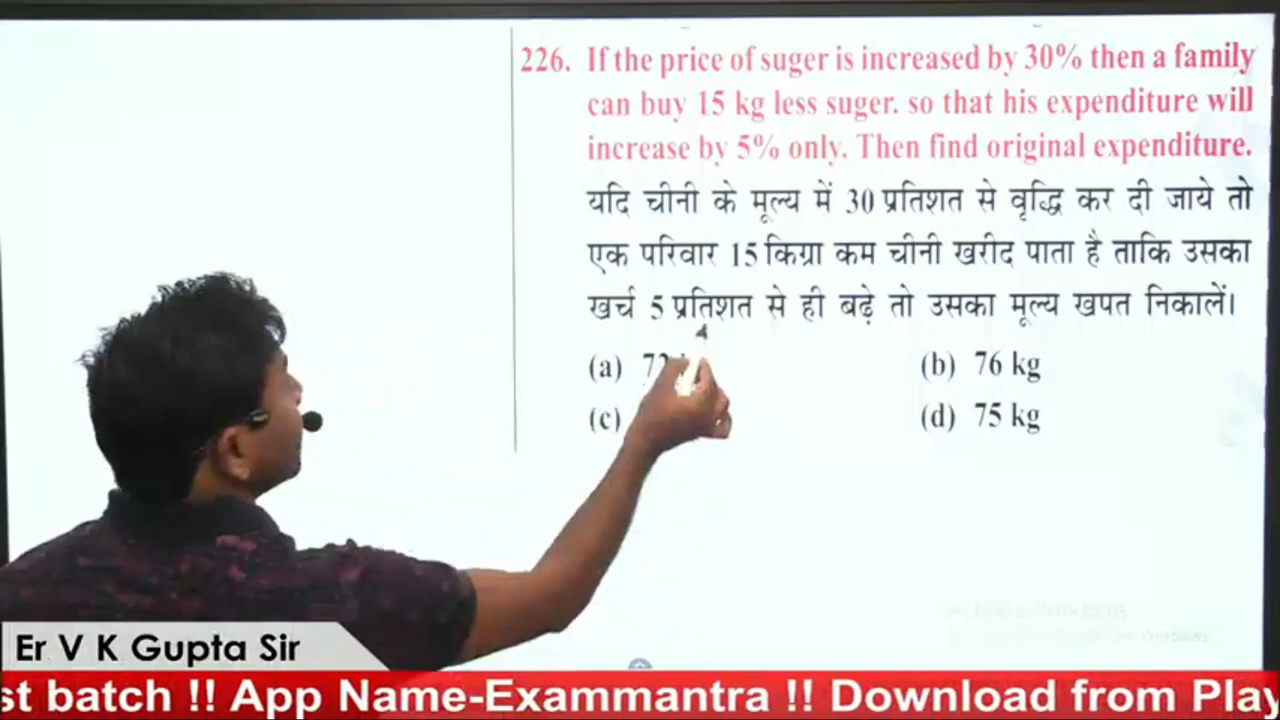 226. If the price of suger is increased by 30% then a family
can buy 15 kg less suger. so that his expenditure will
increase by 5% only. Then find original expenditure.
यदि चीनी के मूल्य में 30 प्रतिशत से वृद्धि कर दी जाये तो
एक परिवार 15 किग्रा कम चीनी खरीद पाता है ताकि उसका
खर्च 5 प्रतिशत से ही बढ़े तो उसका मूल्य खपत निकालें।
(a) (b) 76 kg
(c) (d) 75 kg
Er V K Gupta Sir
st batch !! App Name-Exammantra !! Download from Play